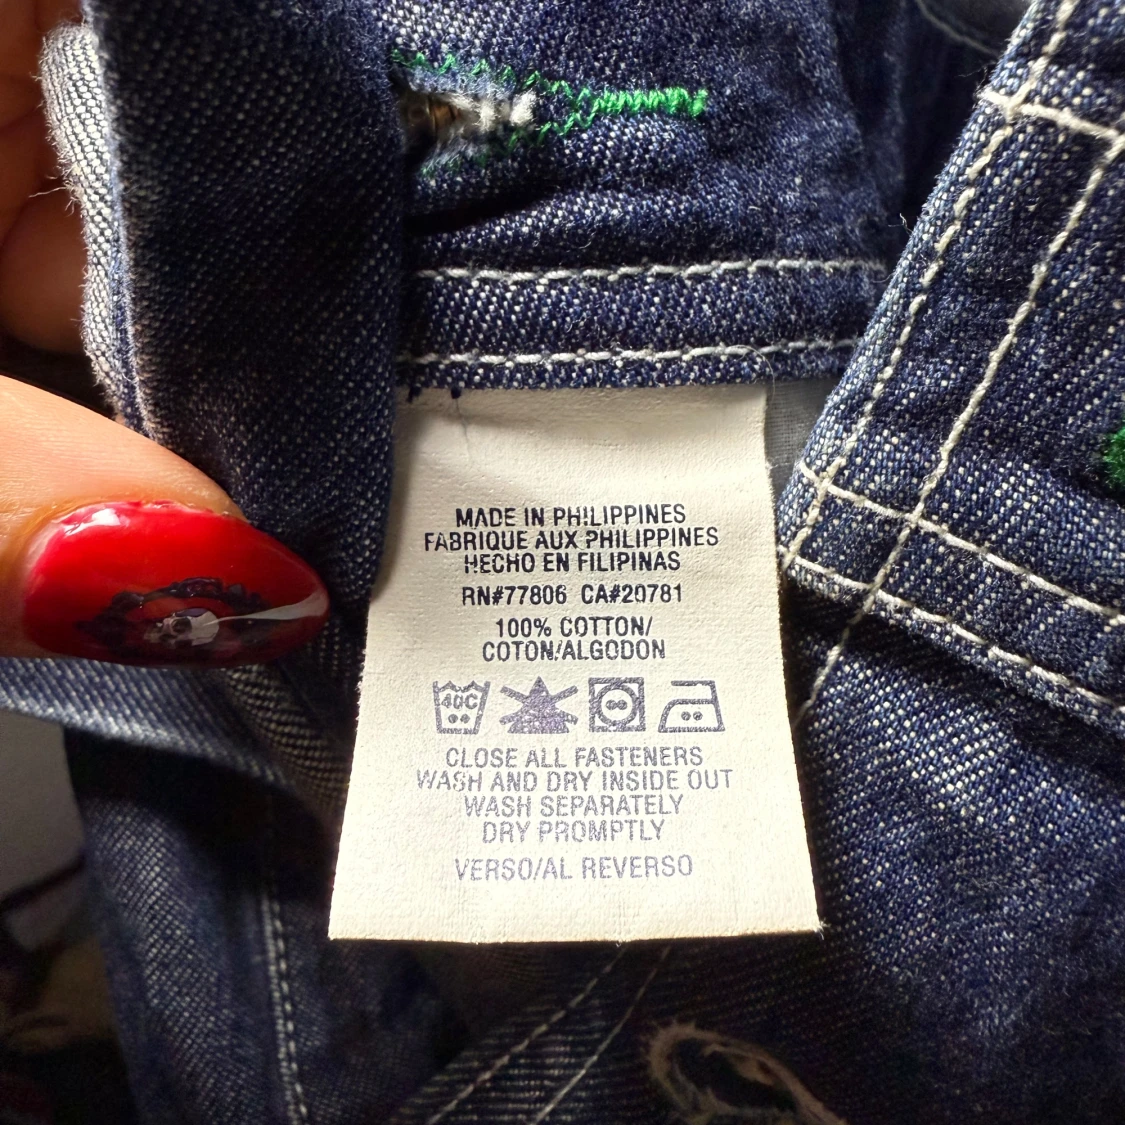 MADE IN PHILIPPINES
FABRIQUE AUX PHILIPPINES
HECHO EN FILIPINAS
RN#77806 CA#20781
100% COTTON/
COTON/ALGODON
40C
CLOSE ALL FASTENERS
WASH AND DRY INSIDE OUT
WASH SEPARATELY
DRY PROMPTLY
VERSO/AL REVERSO